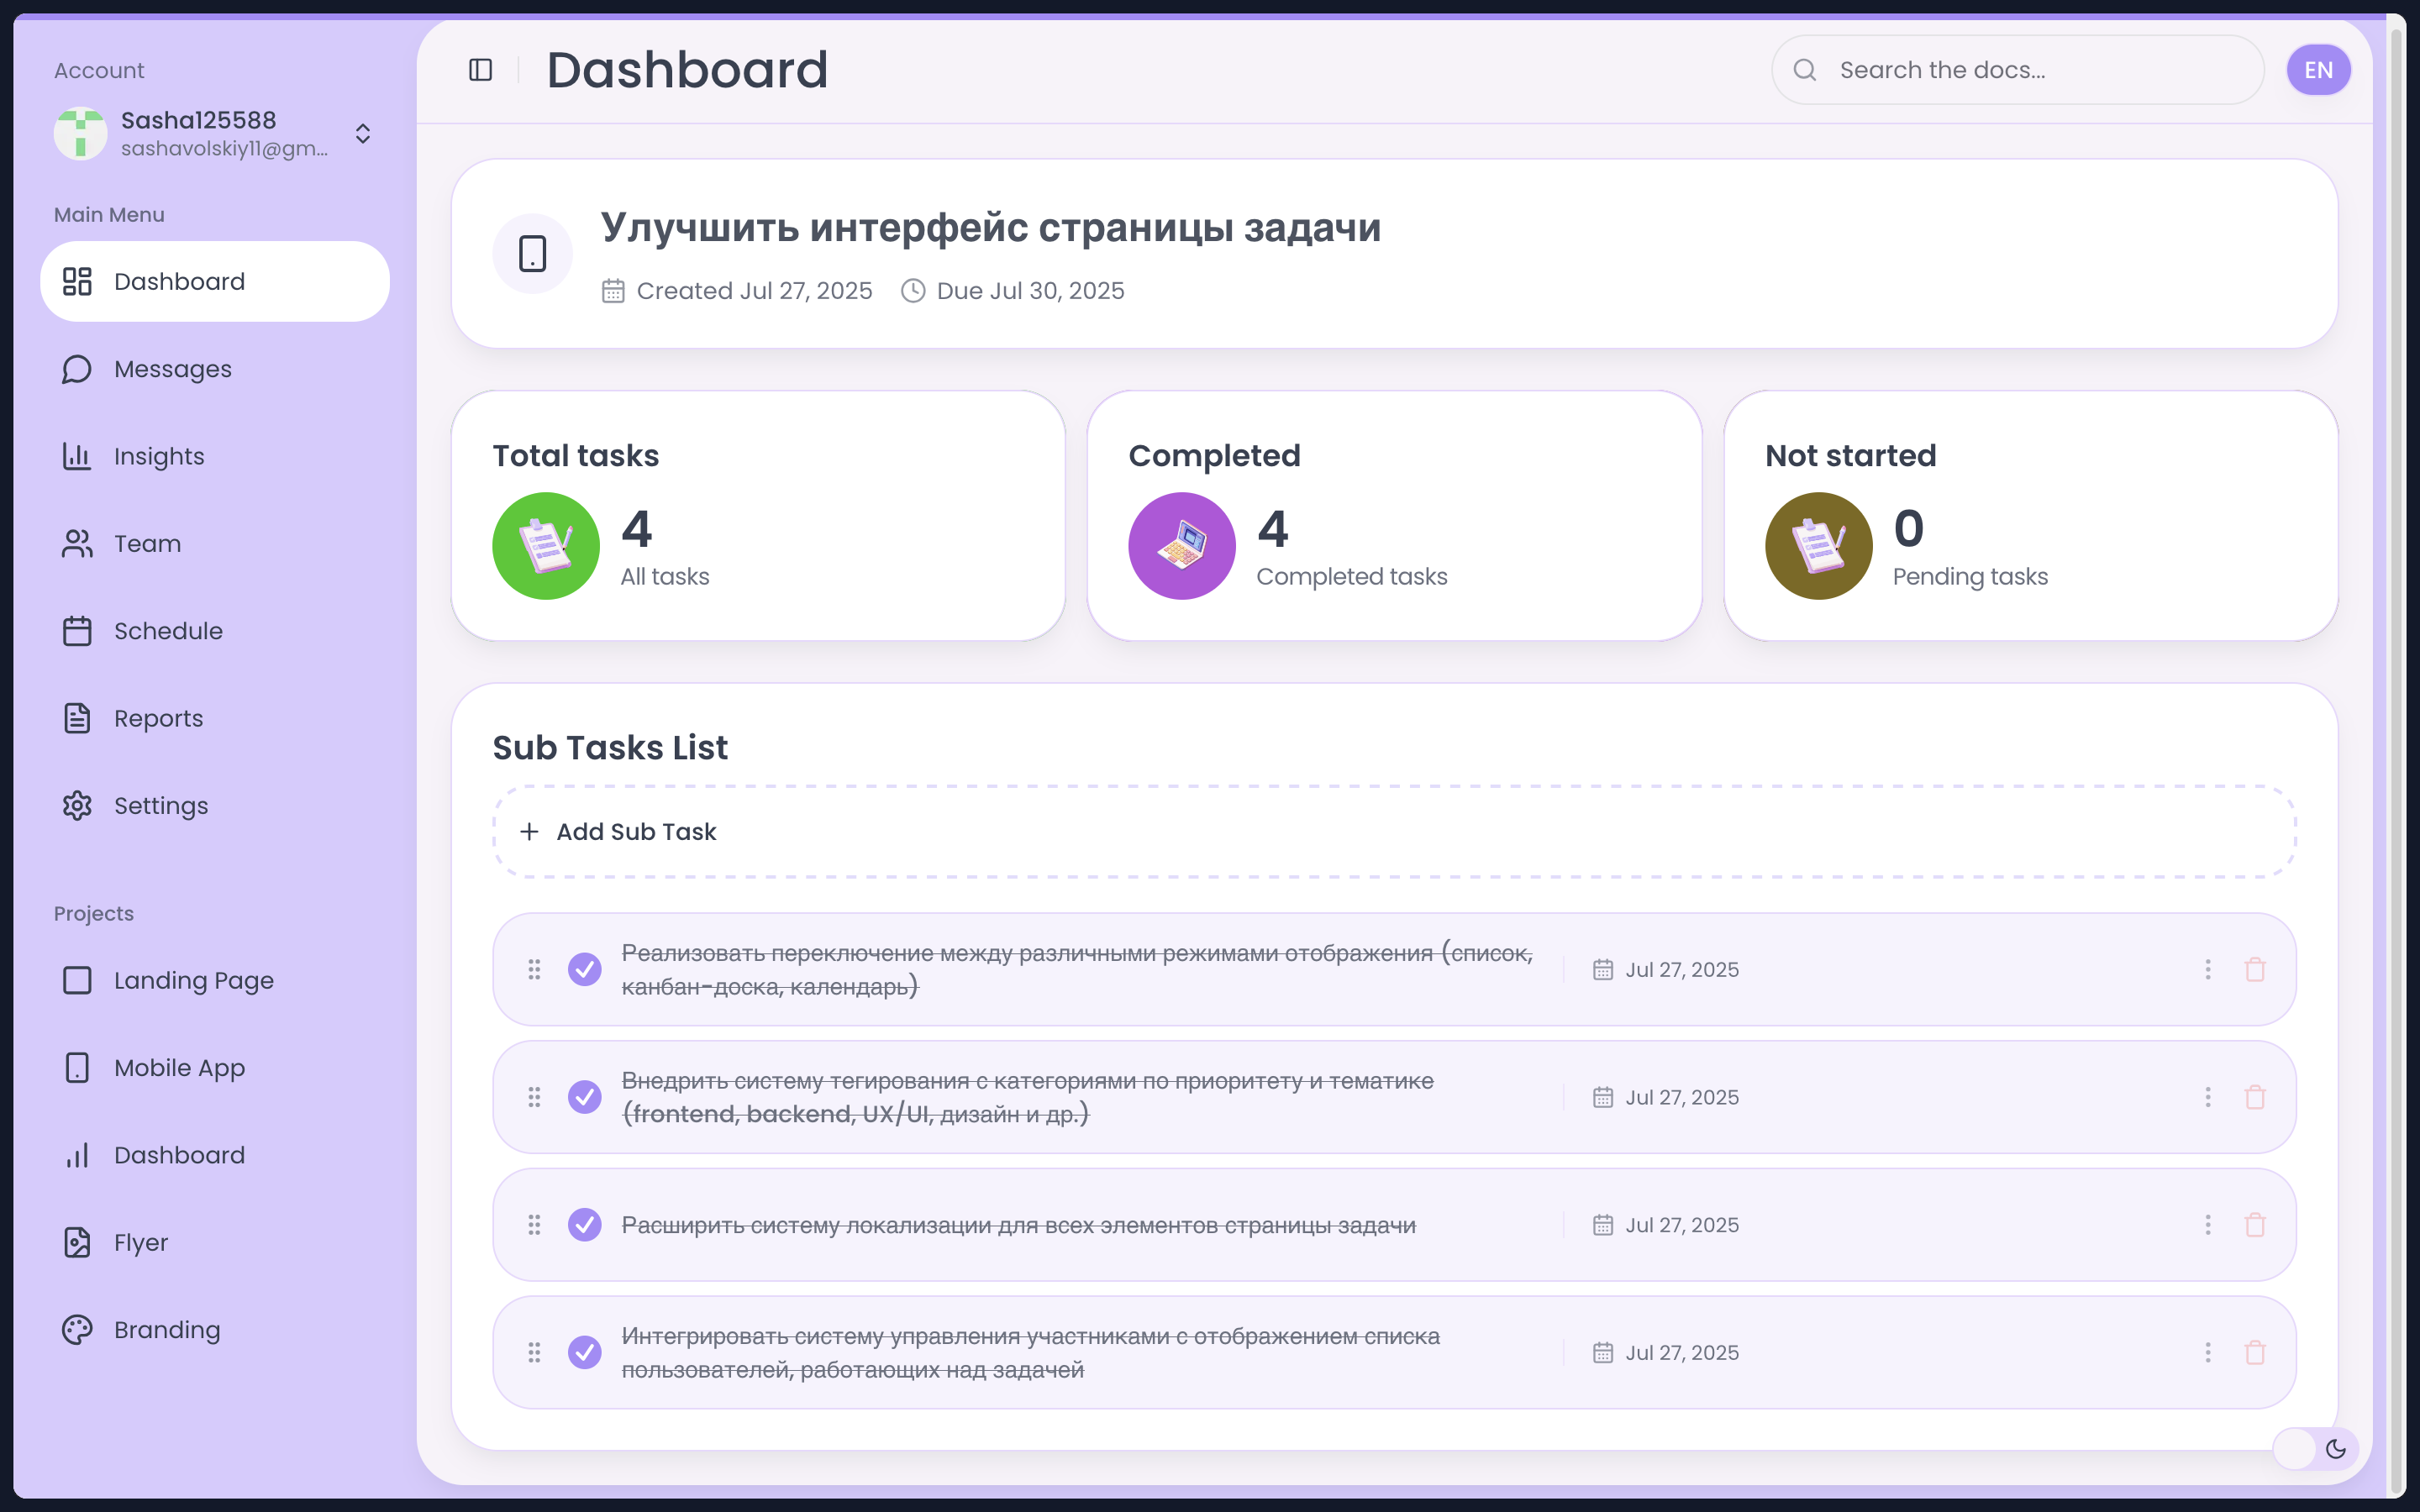 Account
Sasha125588
sashavolskiy11@gm...
Main Menu
Dashboard
Messages
Insights
Team
Schedule
Reports
Settings
Projects
Landing Page
Mobile App
Dashboard
Flyer
Branding
Dashboard
Search the docs...
EN
Улучшить интерфейс страницы задачи
Created Jul 27, 2025
Due Jul 30, 2025
Total tasks
4
All tasks
Completed
4
Completed tasks
Not started
0
Pending tasks
Sub Tasks List
Add Sub Task
Реализовать переключение между различными режимами отображения (список,
канбан-доска, календарь)
Jul 27, 2025
Внедрить систему тегирования с категориями по приоритету и тематике
(frontend, backend, UX/UI, дизайн и др.)
Jul 27, 2025
Расширить систему локализации для всех элементов страницы задачи
Jul 27, 2025
Интегрировать систему управления участниками с отображением списка
пользователей, работающих над задачей
Jul 27, 2025